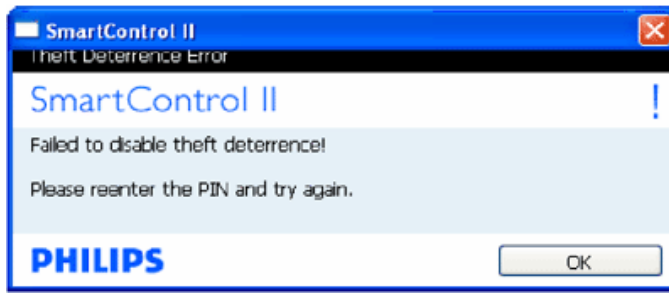 SmartControl II
Theft Deterrence Error
SmartControl II !
Failed to disable theft deterrence!
Please reenter the PIN and try again.
PHILIPS
OK